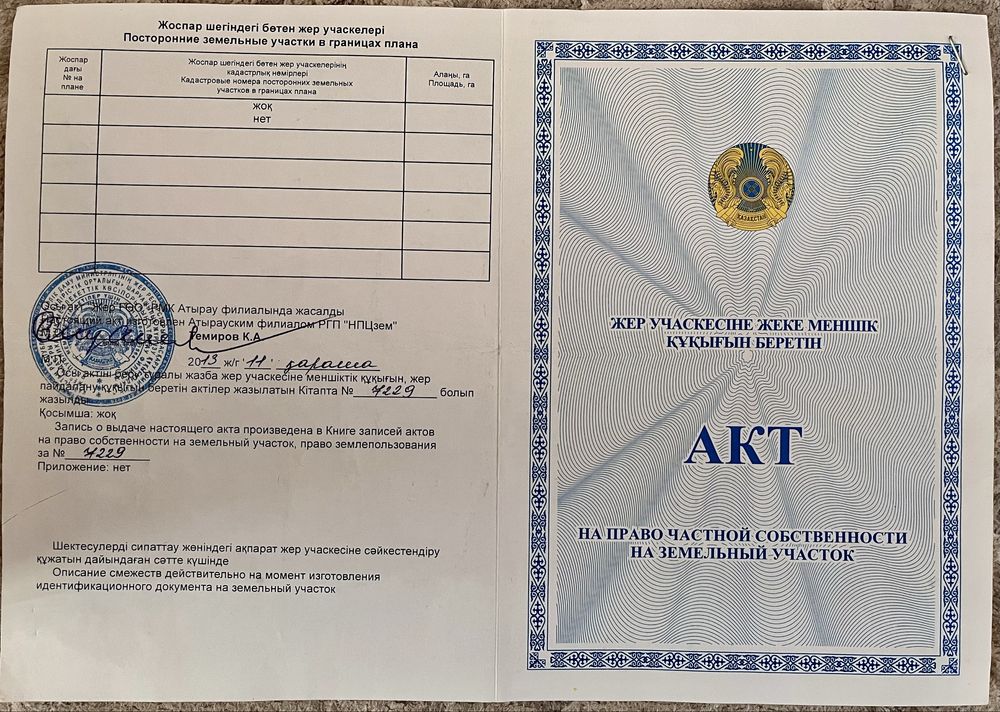 Жоспар шегіндегі бөтен жер учаскелері
Посторонние земельные участки в границах плана
Жоспар дағы № на плане
Жоспар шегіндегі бөтен жер учаскелерінің кадастрлық нөмірлері
Кадастровые номера посторонних земельных участков в границах плана
Алаңы, га
Площадь, га
жоқ
нет
Атырау филиалында жасалды
Атырауским филиалом РГП "НПЦзем"
Темиров К.А
2013 ж/г 11. қараша
Осы актіні беру туралы жазба жер учаскесіне меншіктік құқығын, жер
пайдалану құқығын беретін актілер жазылатын Кітапта № 7229 болып
жазылды
Қосымша: жоқ
Запись о выдаче настоящего акта произведена в Книге записей актов
на право собственности на земельный участок, право землепользования
за № 7229
Приложение: нет
Шектесулерді сипаттау жөніндегі ақпарат жер учаскесіне сәйкестендіру
құжатын дайындаған сәтте күшінде
Описание смежеств действительно на момент изготовления
идентификационного документа на земельный участок
ҚАЗАҚСТАН
ЖЕР УЧАСКЕСІНЕ ЖЕКЕ МЕНШІК
ҚҰҚЫҒЫН БЕРЕТІН
АКТ
НА ПРАВО ЧАСТНОЙ СОБСТВЕННОСТИ
НА ЗЕМЕЛЬНЫЙ УЧАСТОК